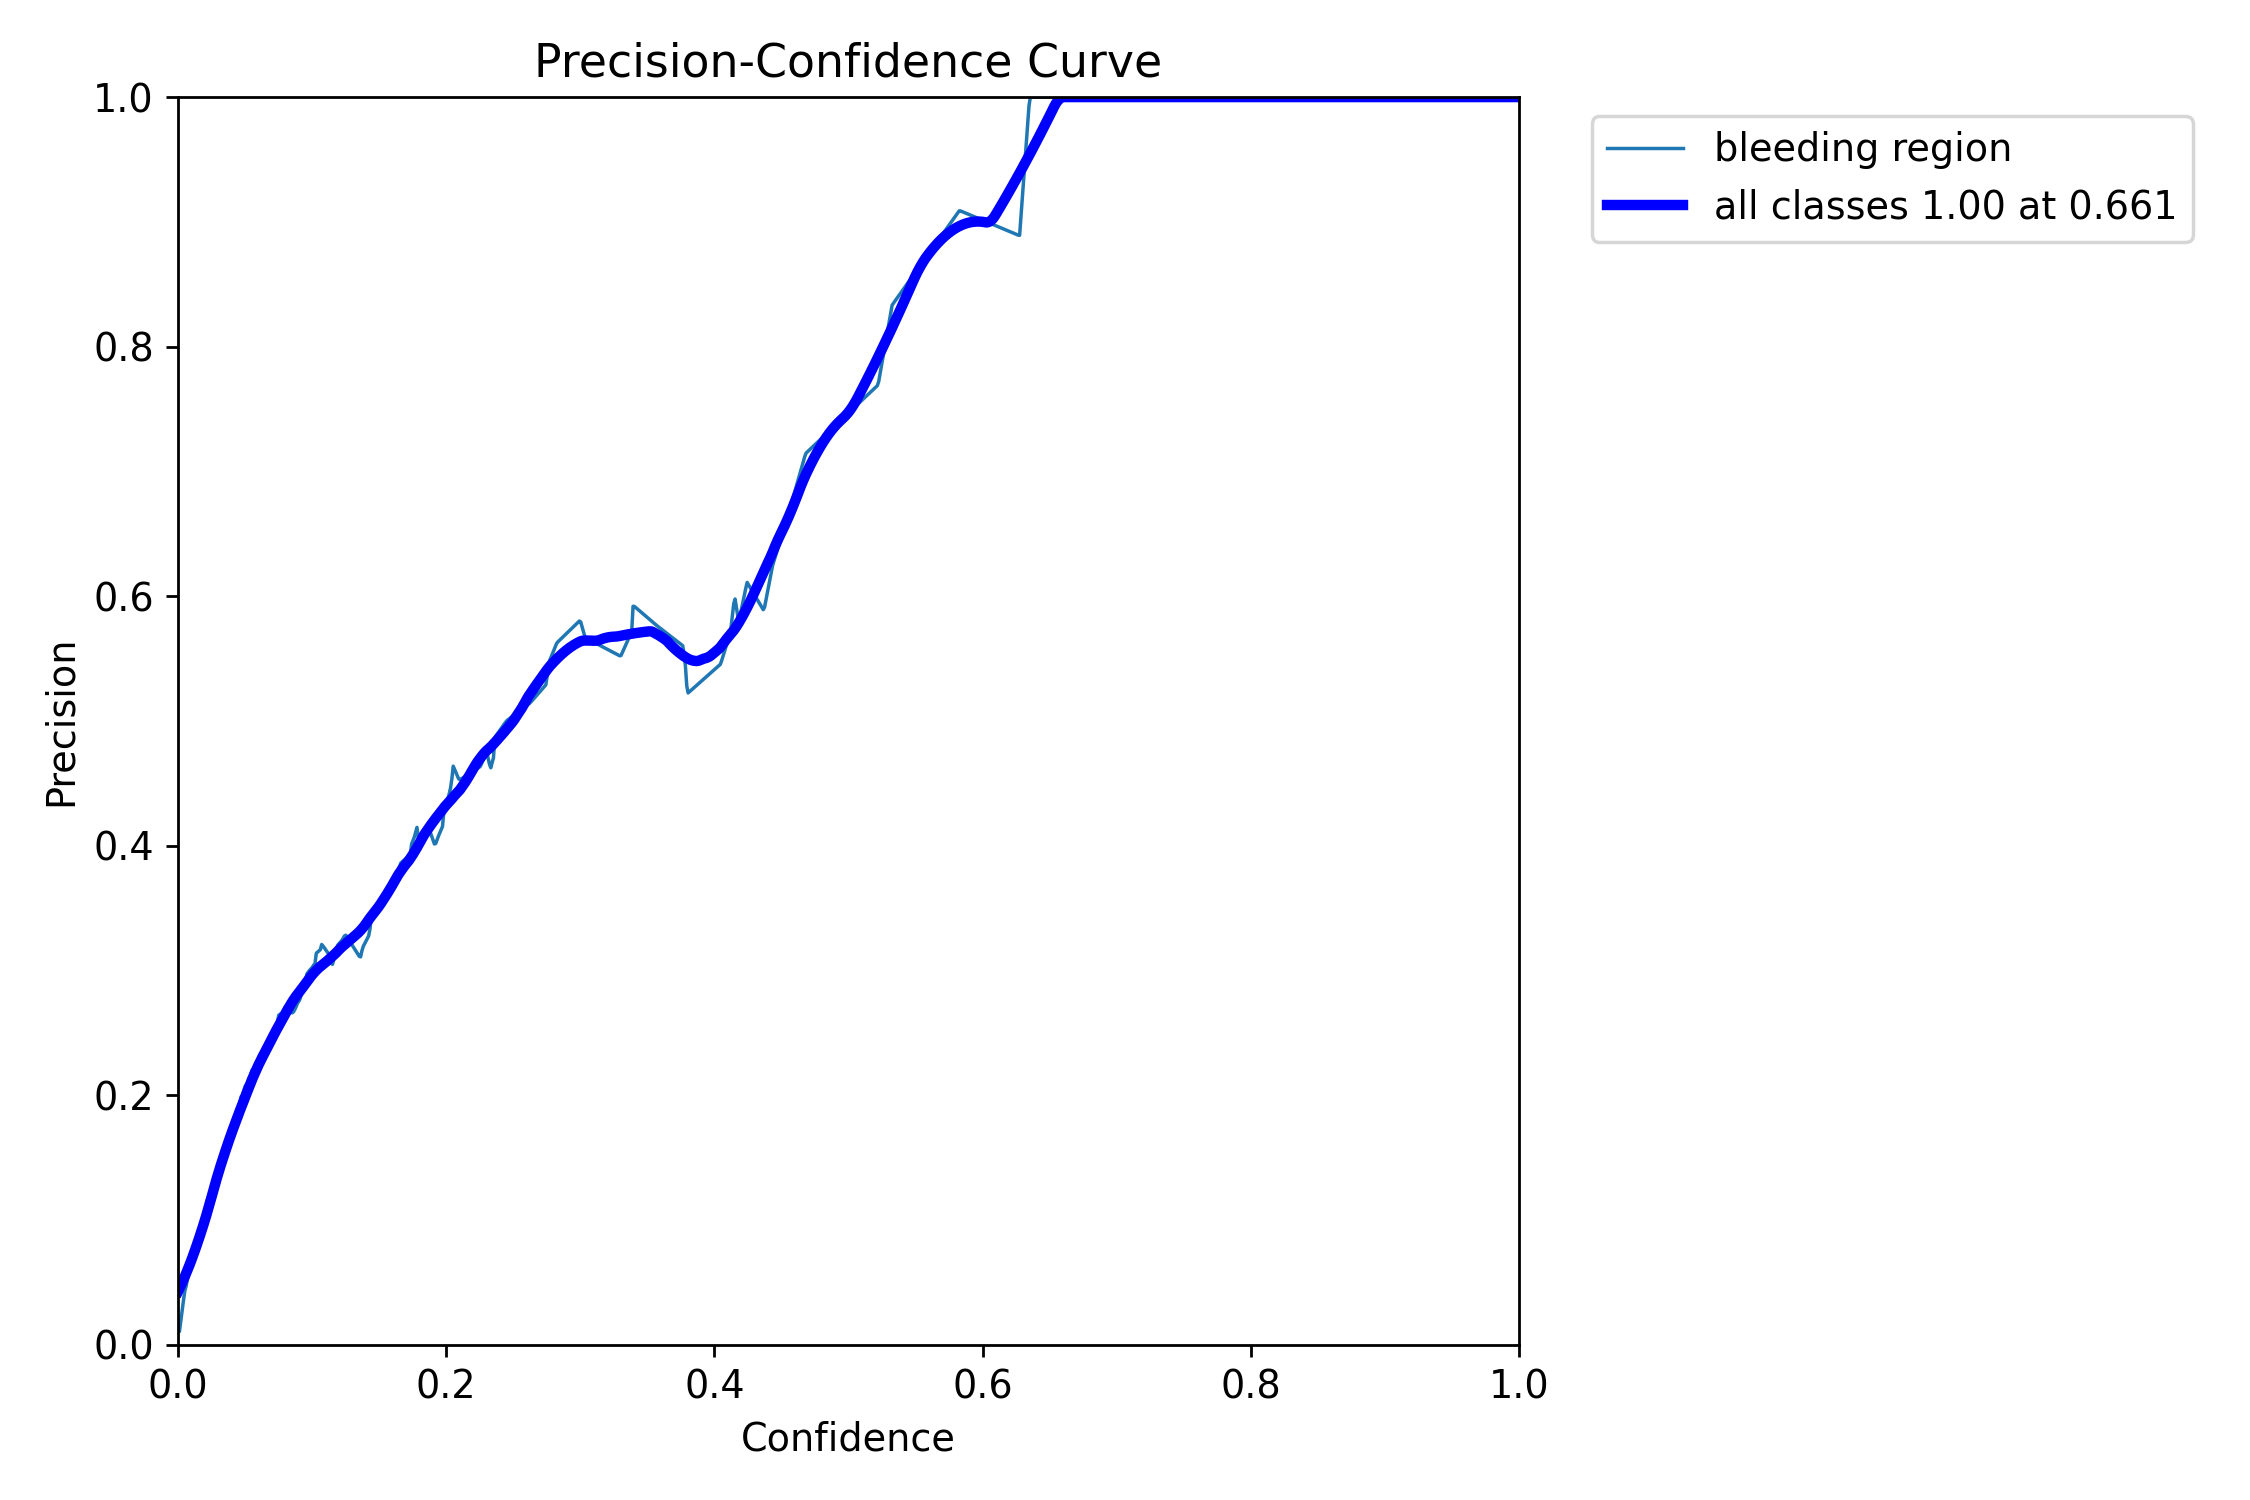 Precision-Confidence Curve
1.0
0.8
0.6
0.4
0.2
0.0
Precision
0.0 0.2 0.4 0.6 0.8 1.0
Confidence
bleeding region
all classes 1.00 at 0.661